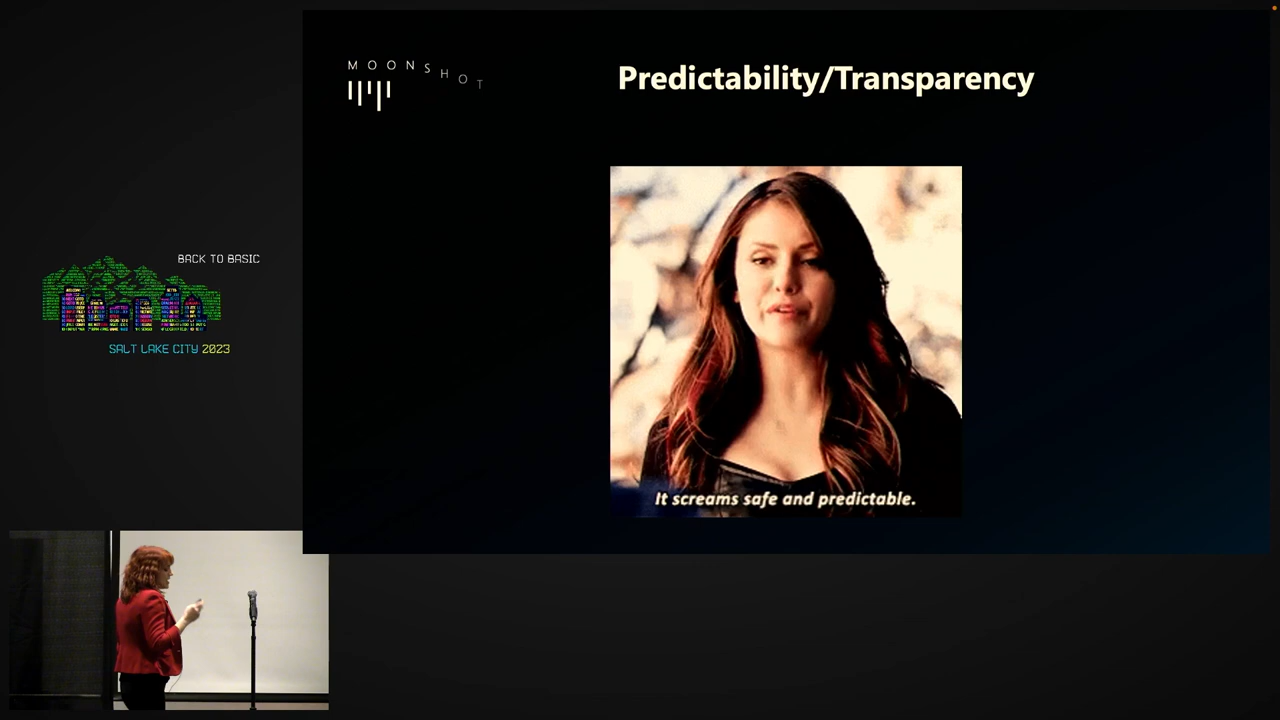 MOONSHOT
Predictability/Transparency
BACK TO BASIC
SALT LAKE CITY 2023
It screams safe and predictable.